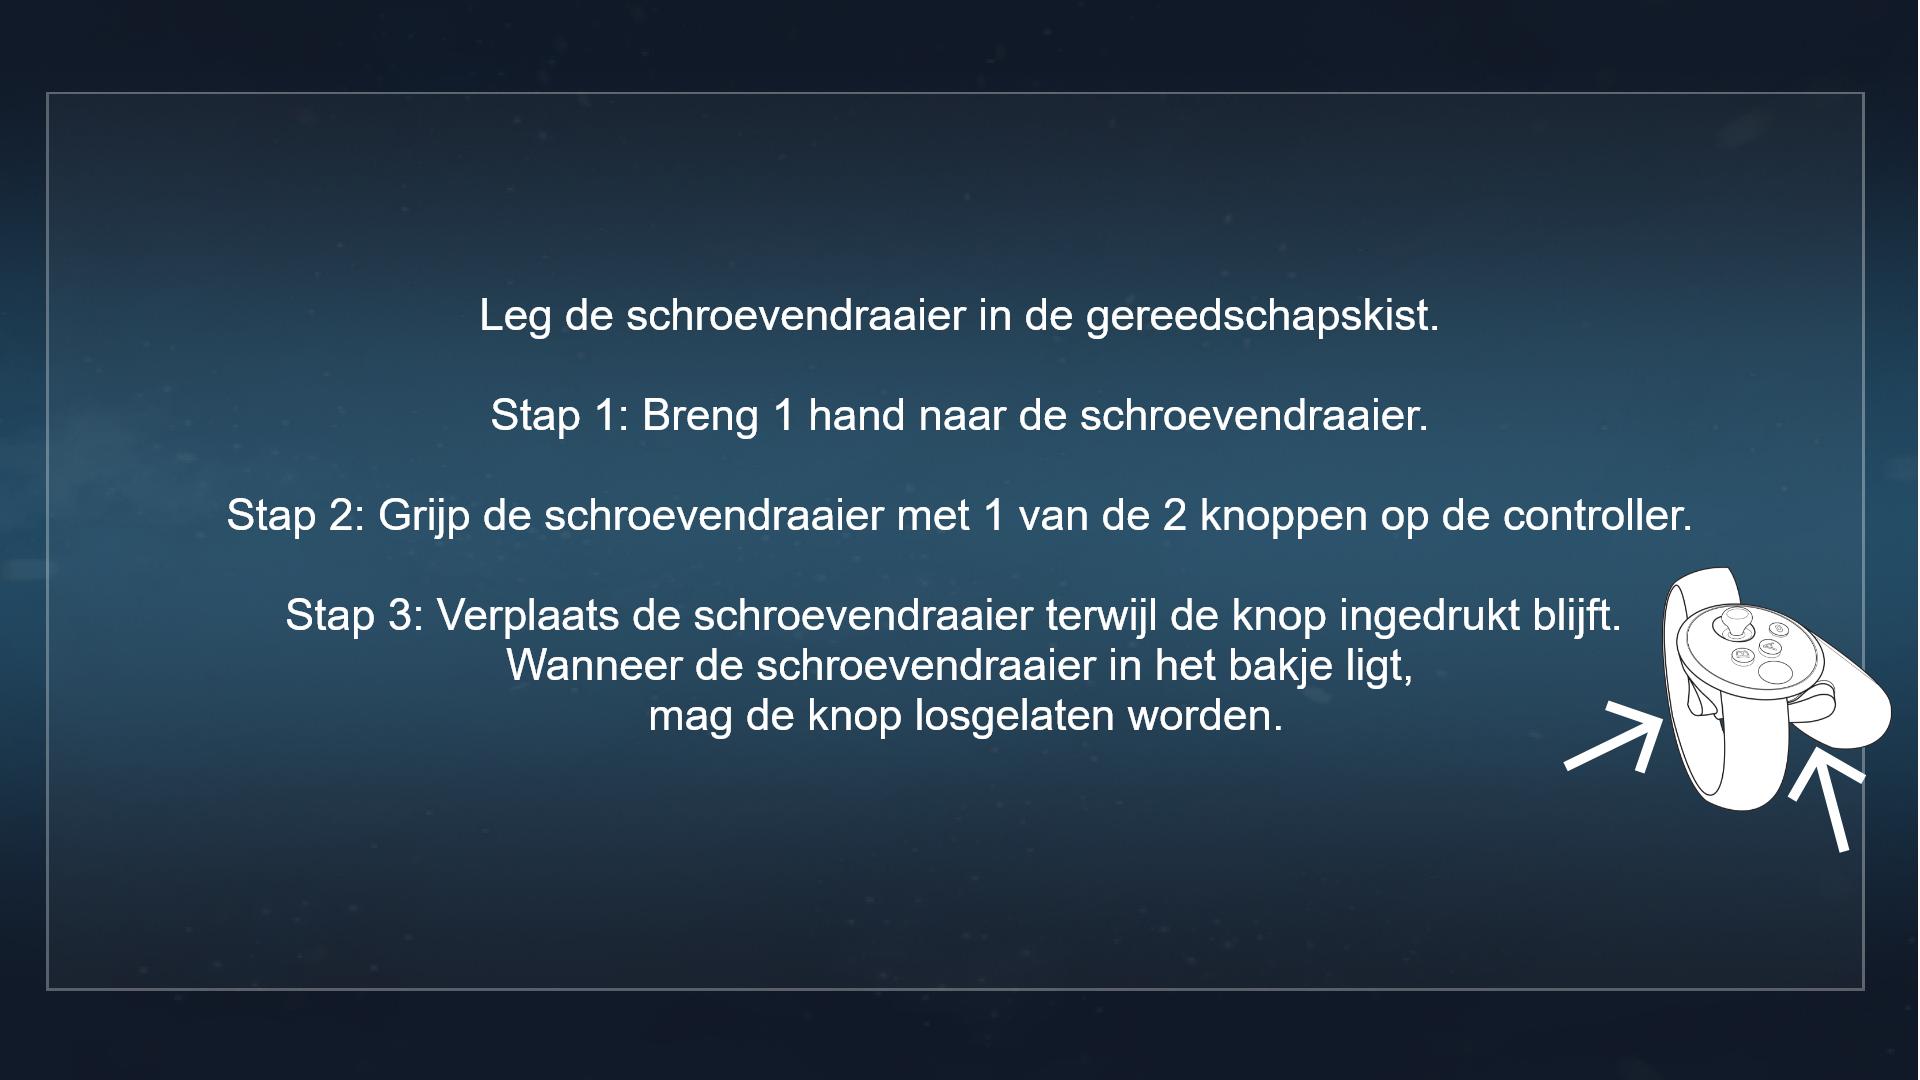 Leg de schroevendraaier in de gereedschapskist.
Stap 1: Breng 1 hand naar de schroevendraaier.
Stap 2: Grijp de schroevendraaier met 1 van de 2 knoppen op de controller.
Stap 3: Verplaats de schroevendraaier terwijl de knop ingedrukt blijft.
Wanneer de schroevendraaier in het bakje ligt,
mag de knop losgelaten worden.